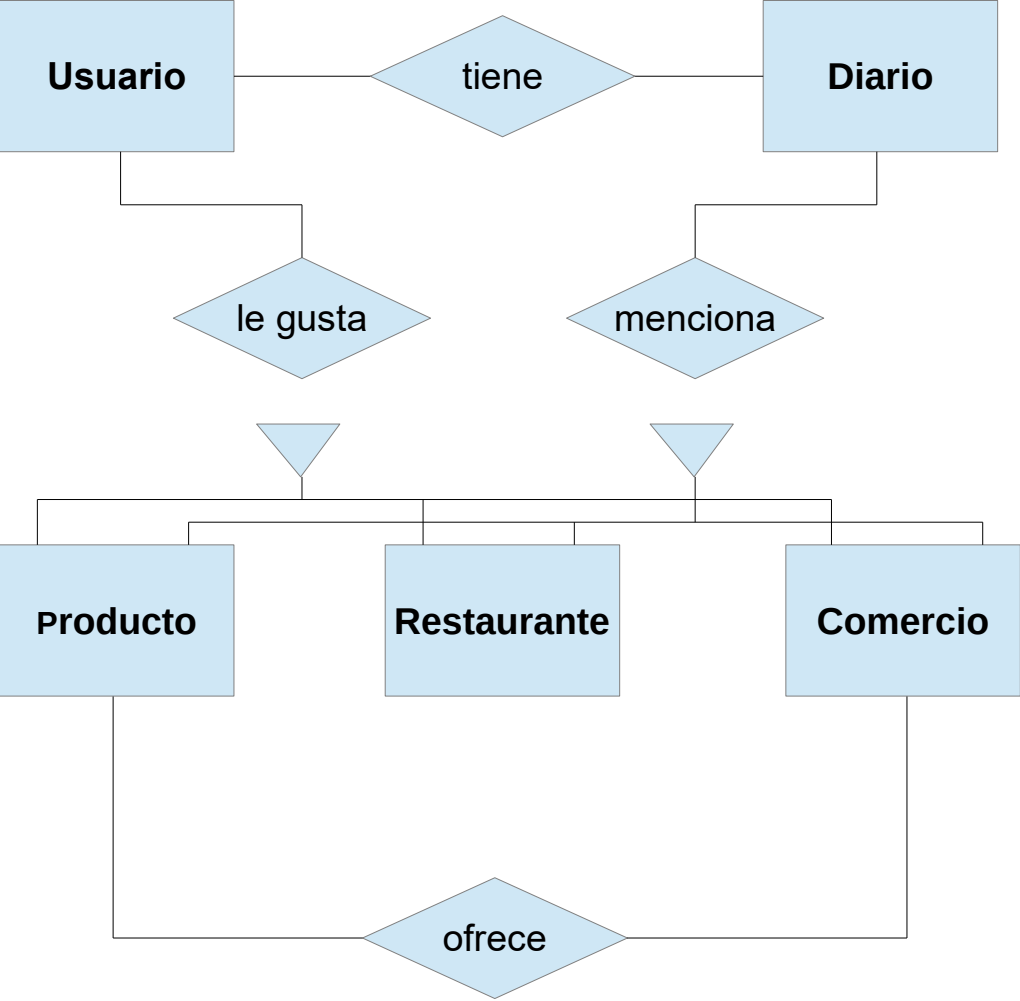 Usuario
tiene
Diario
le gusta
menciona
Producto
Restaurante
Comercio
ofrece